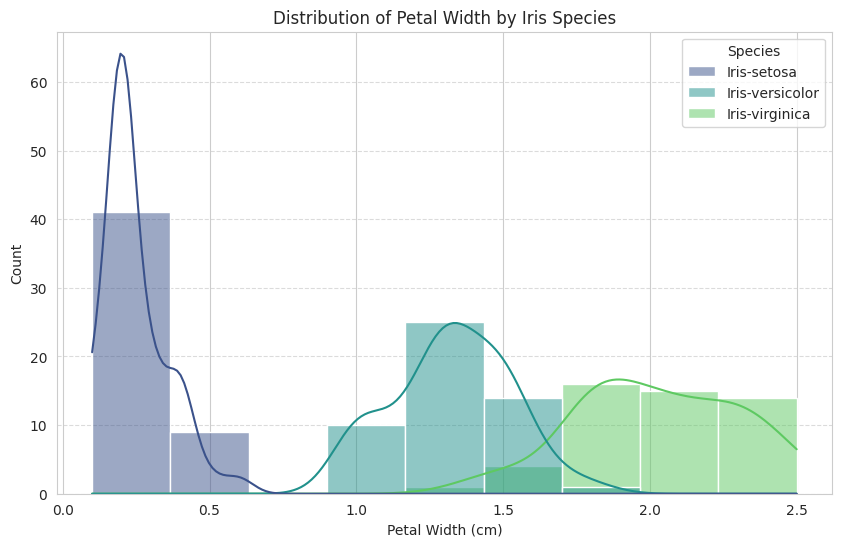 Distribution of Petal Width by Iris Species
Species
Iris-setosa
Iris-versicolor
Iris-virginica
Count
60
50
40
30
20
10
0
0.0 0.5 1.0 1.5 2.0 2.5
Petal Width (cm)